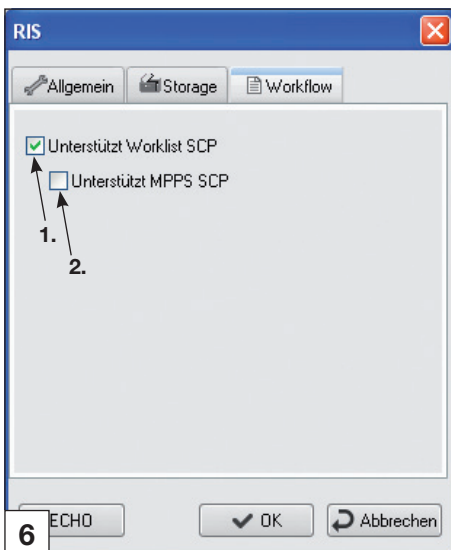 RIS
Allgemein Storage Workflow
Unterstützt Worklist SCP
Unterstützt MPPS SCP
1.
2.
6 ECHO OK Abbrechen